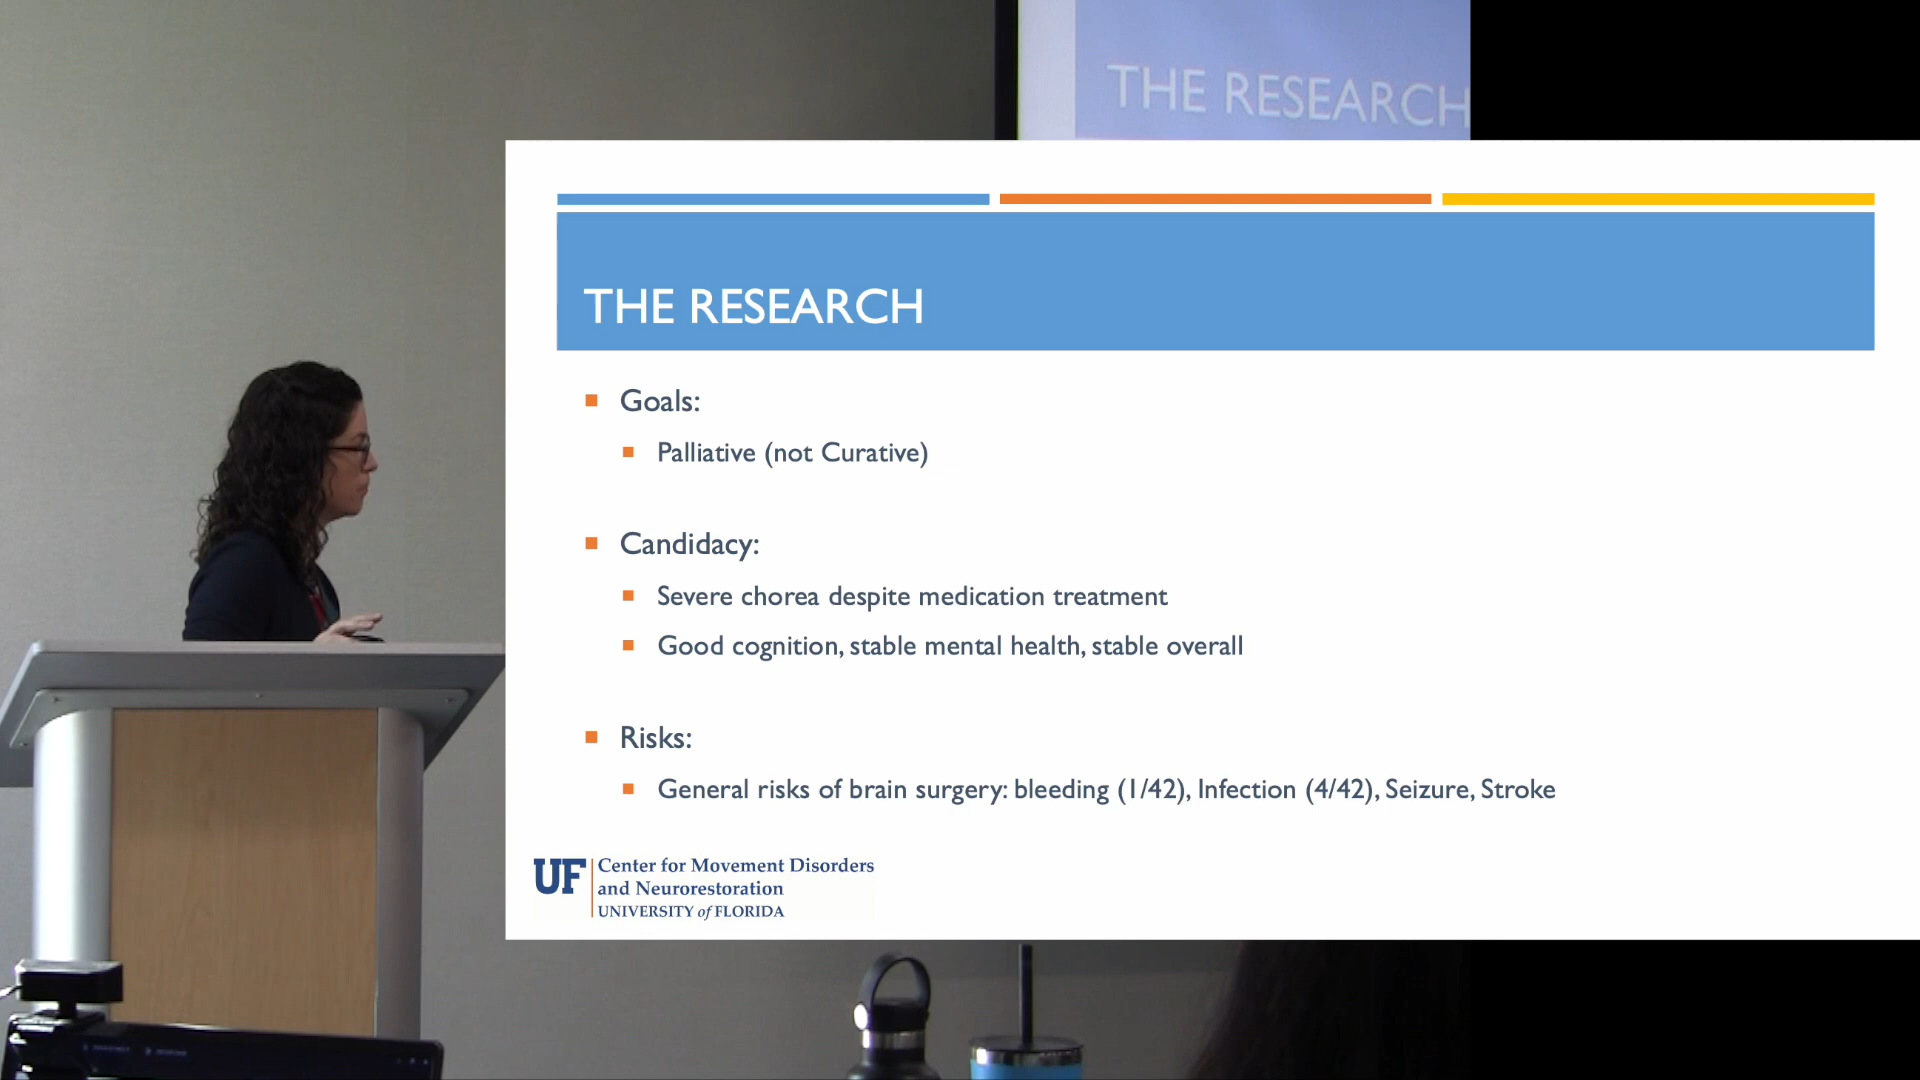 THE RESEARCH
THE RESEARCH
Goals:
Palliative (not Curative)
Candidacy:
Severe chorea despite medication treatment
Good cognition, stable mental health, stable overall
Risks:
General risks of brain surgery: bleeding (1/42), Infection (4/42), Seizure, Stroke
UF
Center for Movement Disorders
and Neurorestoration
UNIVERSITY of FLORIDA